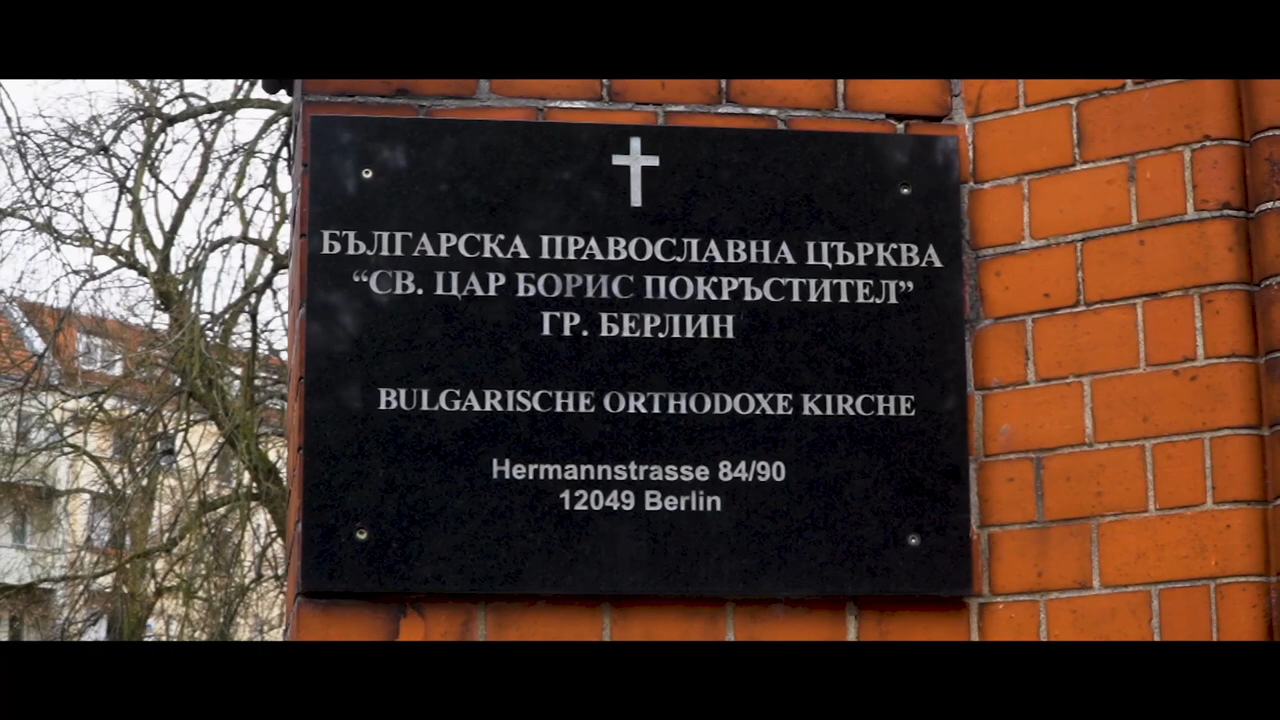 БЪЛГАРСКА ПРАВОСЛАВНА ЦЪРКВА
“СВ. ЦАР БОРИС ПОКРЪСТИТЕЛ”
ГР. БЕРЛИН
BULGARISCHE ORTHODOXE KIRCHE
Hermannstrasse 84/90
12049 Berlin